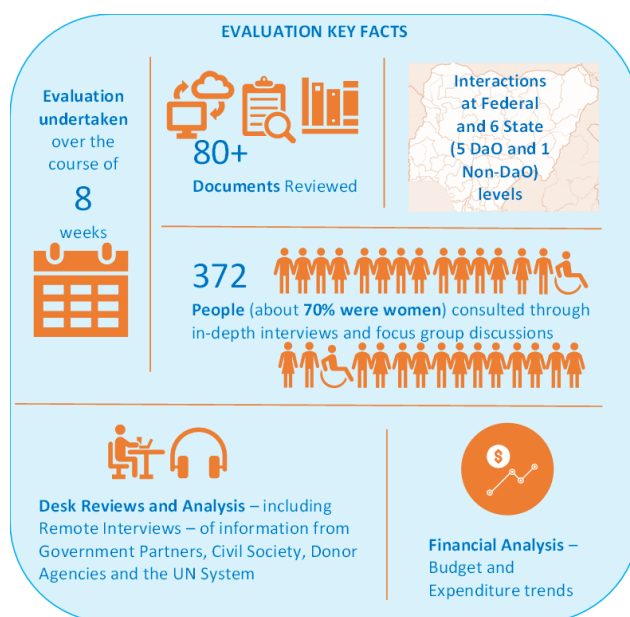 EVALUATION KEY FACTS
Evaluation
undertaken
over the
course of
8
weeks
80+
Documents Reviewed
Interactions
at Federal
and 6 State
(5 DaO and 1
Non-DaO)
levels
372
People (about 70% were women) consulted through
in-depth interviews and focus group discussions
Desk Reviews and Analysis – including
Remote Interviews – of information from
Government Partners, Civil Society, Donor
Agencies and the UN System
$
Financial Analysis –
Budget and
Expenditure trends